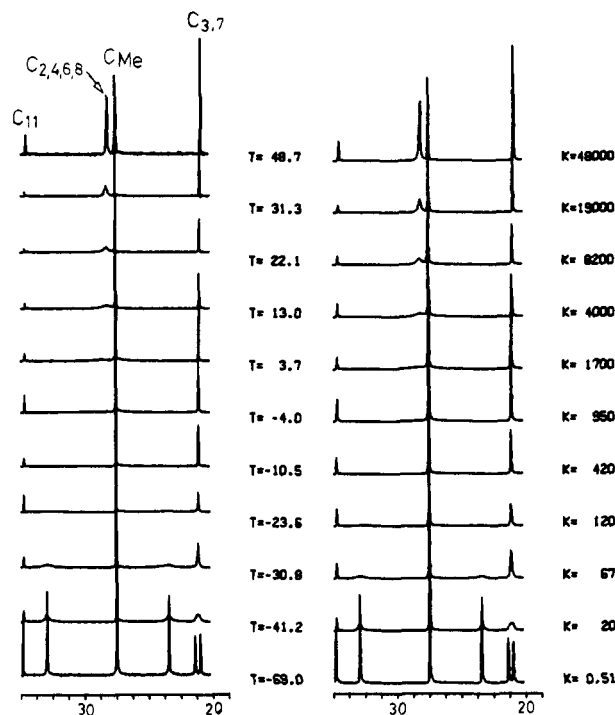 C3,7
CMe
C2,4,6,8
C11
T= 48.7 K=48000
T= 31.3 K=19000
T= 22.1 K= 8200
T= 13.0 K= 4000
T= 3.7 K= 1700
T= -4.0 K= 950
T=-10.5 K= 420
T=-23.6 K= 120
T=-30.8 K= 67
T=-41.2 K= 20
T=-69.0 K= 0.51
30 20 30 20